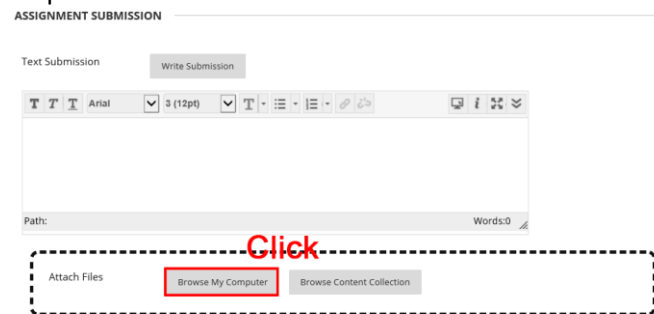 ASSIGNMENT SUBMISSION
Text Submission
Write Submission
T T T Arial 3 (12pt) T
Path: Words:0
Click
Attach Files Browse My Computer Browse Content Collection